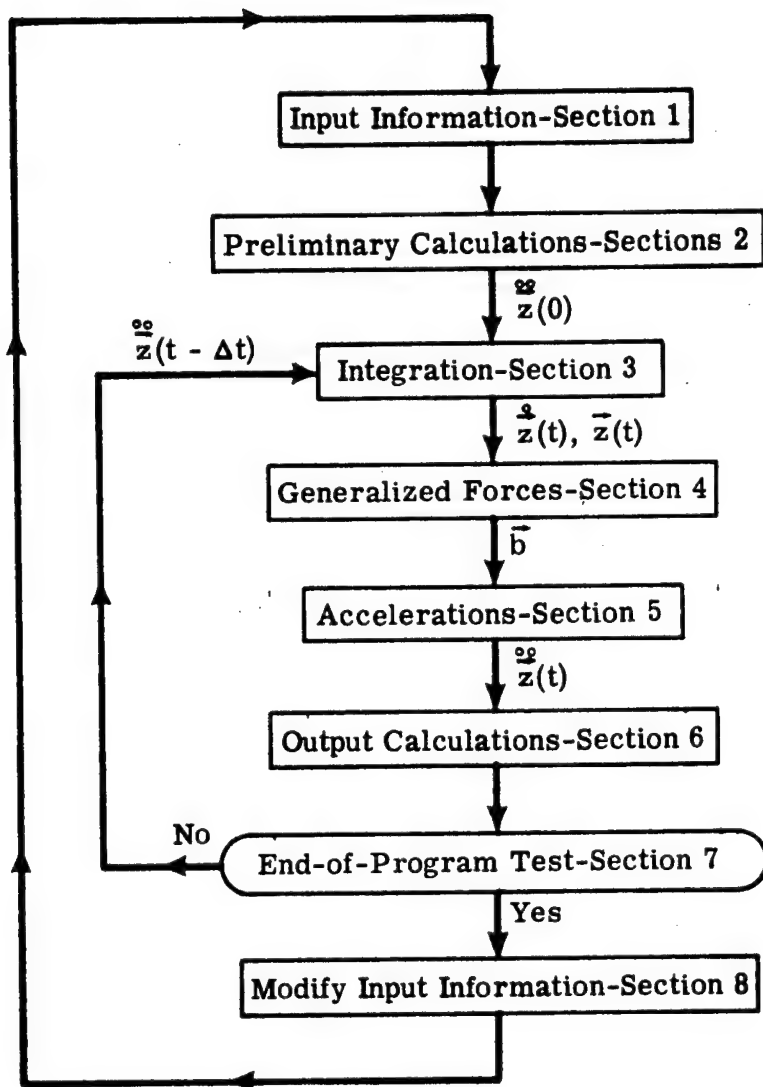 Input Information-Section 1
Preliminary Calculations-Sections 2
z̈⃗(0)
z̈⃗(t - Δt)
Integration-Section 3
ż⃗(t), z⃗(t)
Generalized Forces-Section 4
b⃗
Accelerations-Section 5
z̈⃗(t)
Output Calculations-Section 6
No
End-of-Program Test-Section 7
Yes
Modify Input Information-Section 8